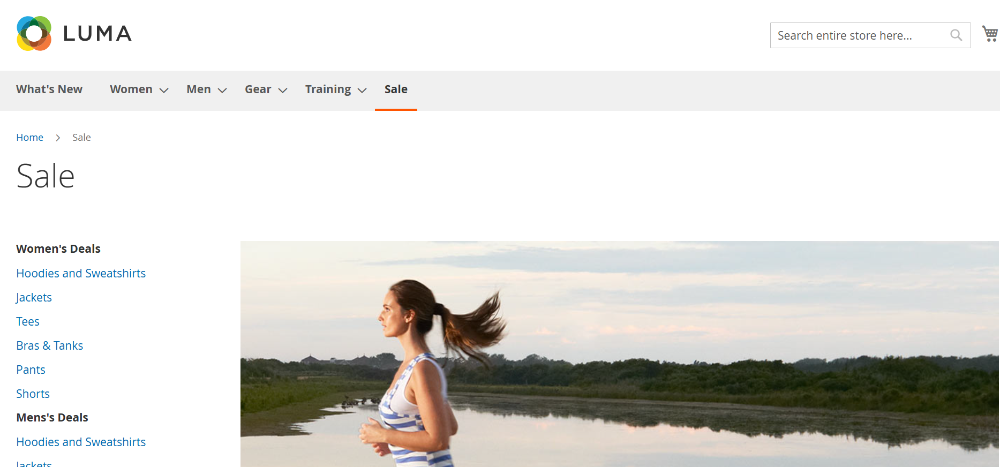 LUMA
Search entire store here...
What's New Women Men Gear Training Sale
Home Sale
Sale
Women's Deals
Hoodies and Sweatshirts
Jackets
Tees
Bras & Tanks
Pants
Shorts
Mens's Deals
Hoodies and Sweatshirts
Jackets